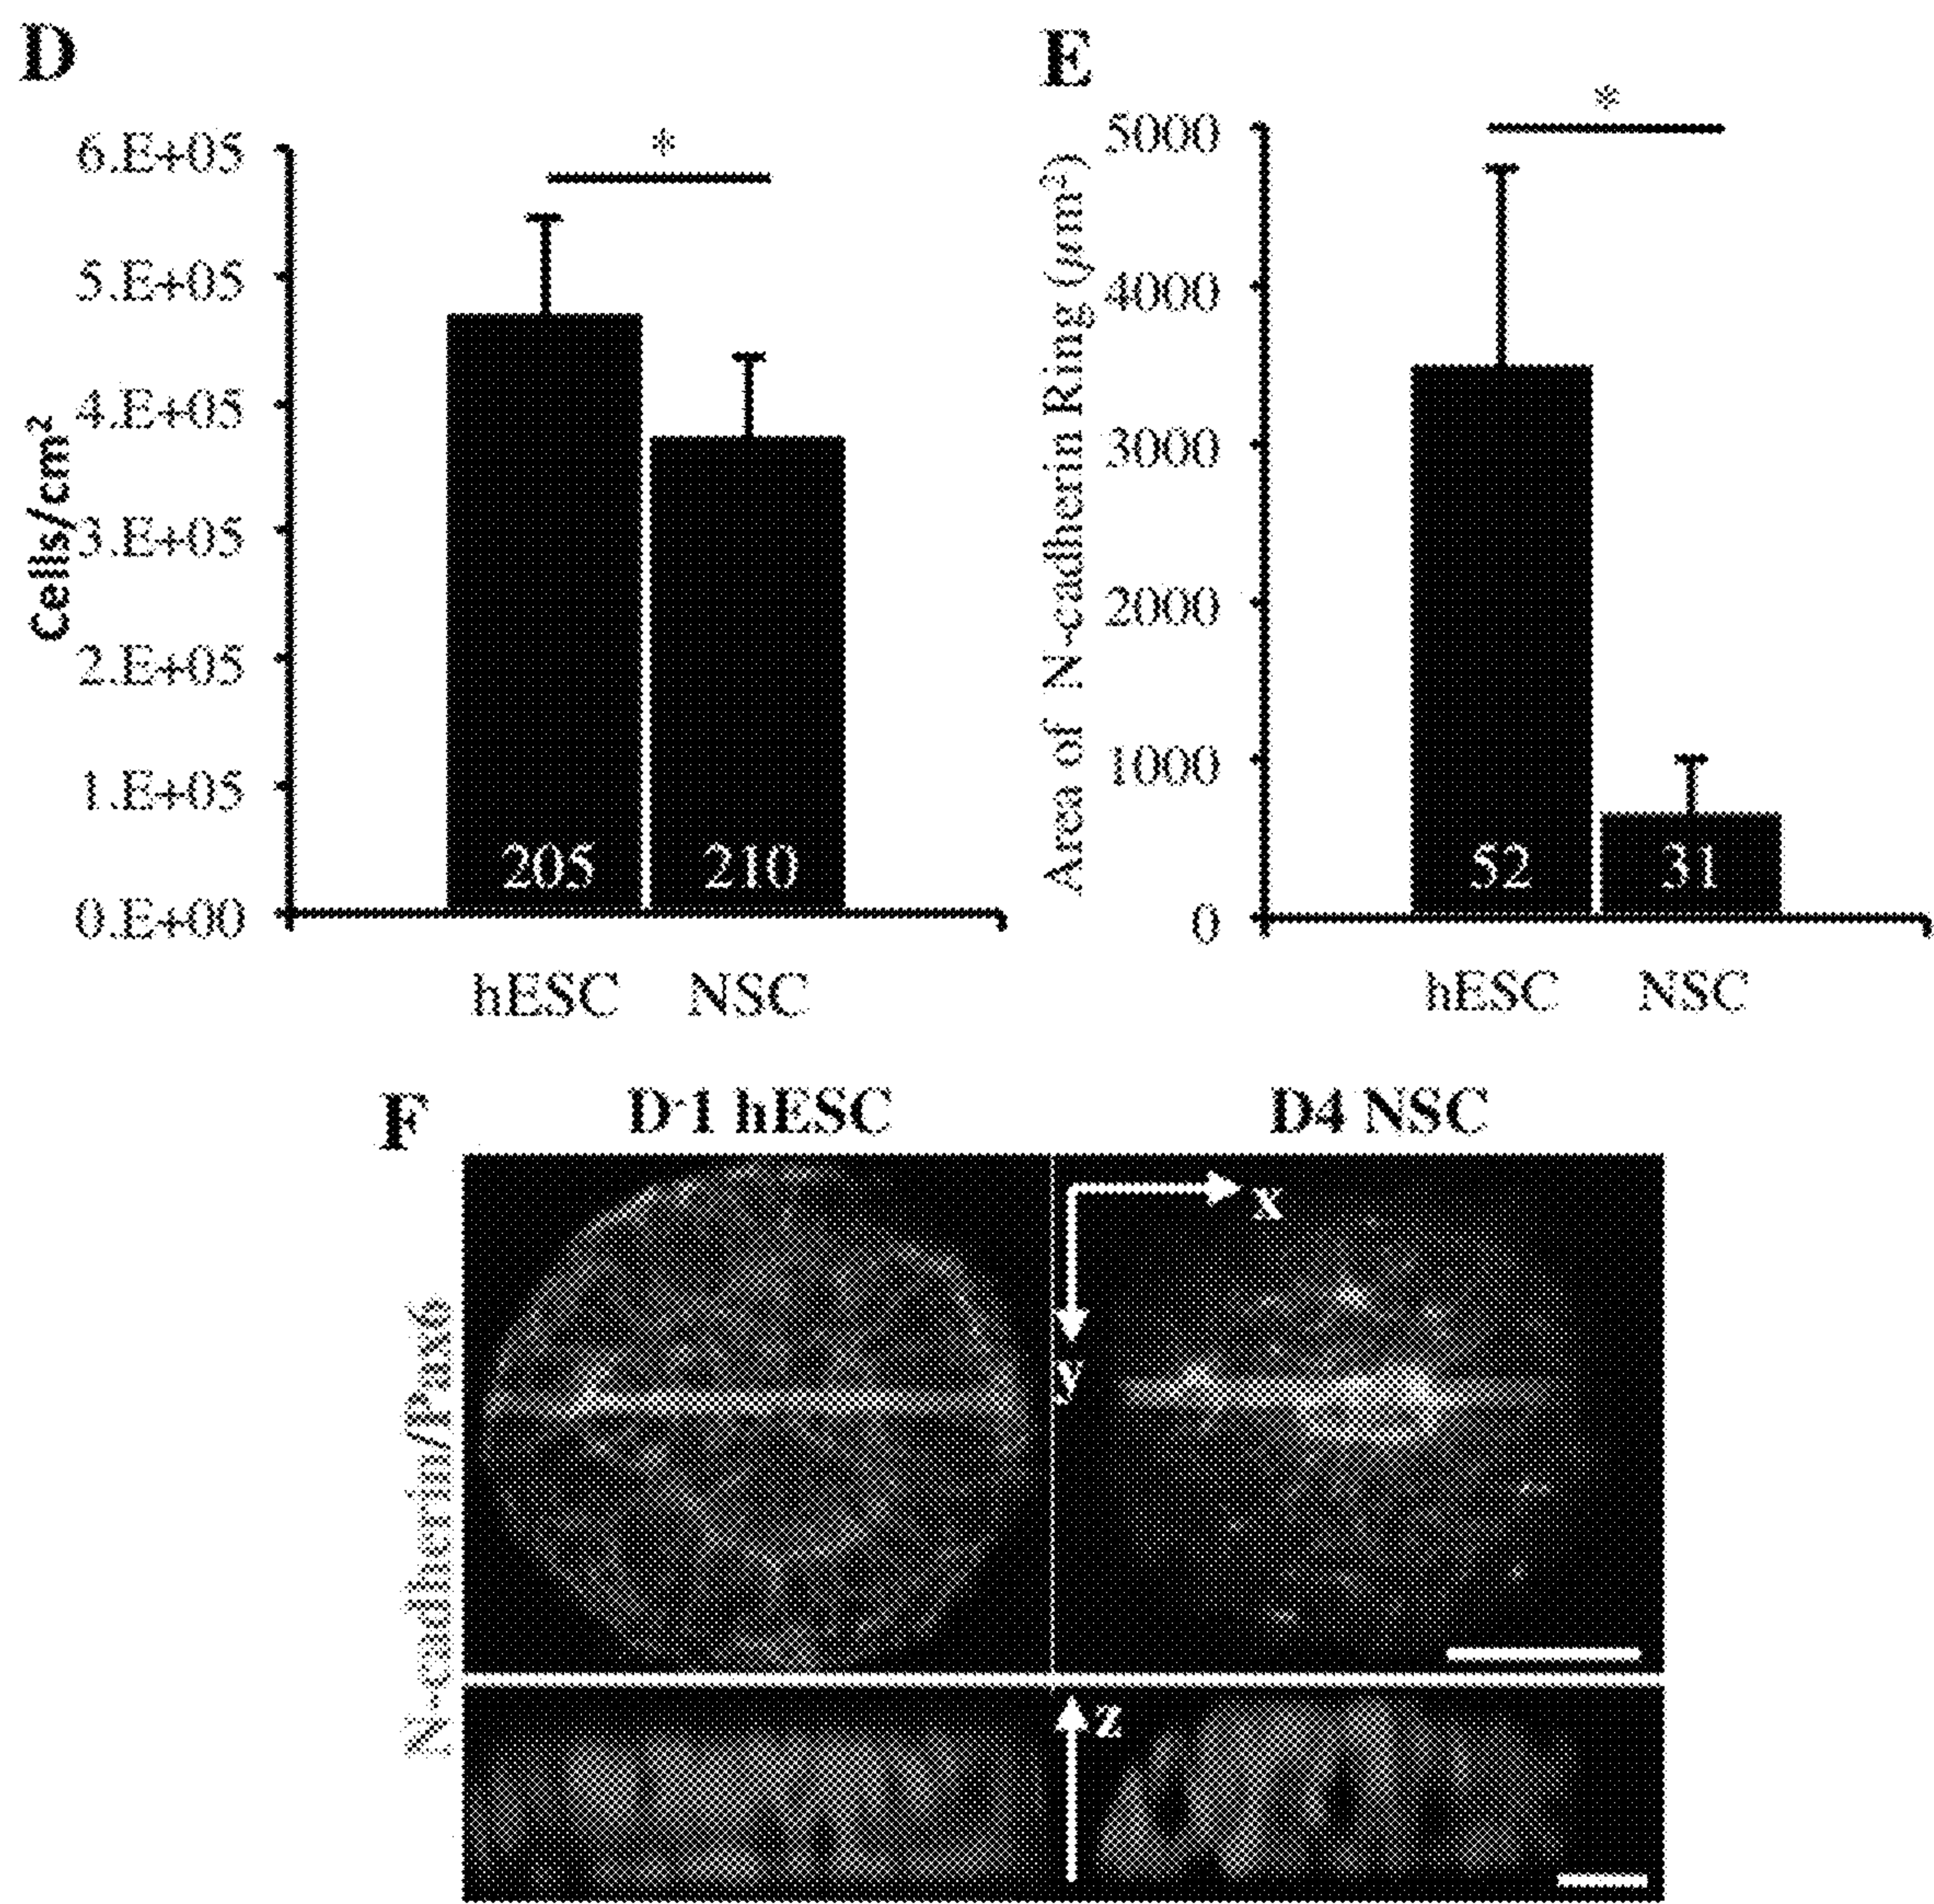 D
*
6.E+05
5.E+05
4.E+05
3.E+05
2.E+05
1.E+05
0.E+00
Cells/cm²
205
210
hESC
NSC
E
*
5000
4000
3000
2000
1000
0
Area of N-cadherin Ring (μm²)
52
31
hESC
NSC
F
D-1 hESC
D4 NSC
N-cadherin/Pax6
x
y
z